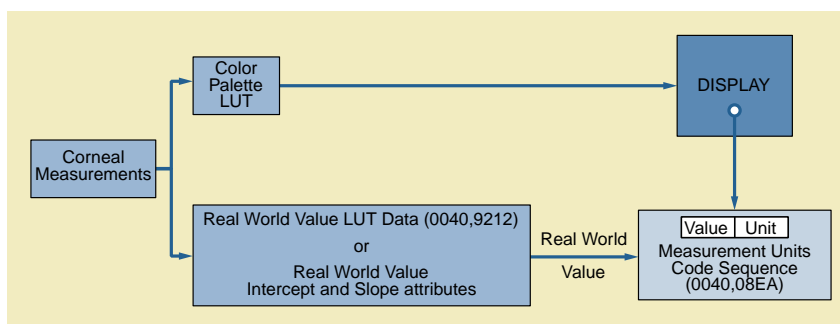 Corneal
Measurements
Color
Palette
LUT
DISPLAY
Real World Value LUT Data (0040,9212)
or
Real World Value
Intercept and Slope attributes
Real World
Value
Value Unit
Measurement Units
Code Sequence
(0040,08EA)